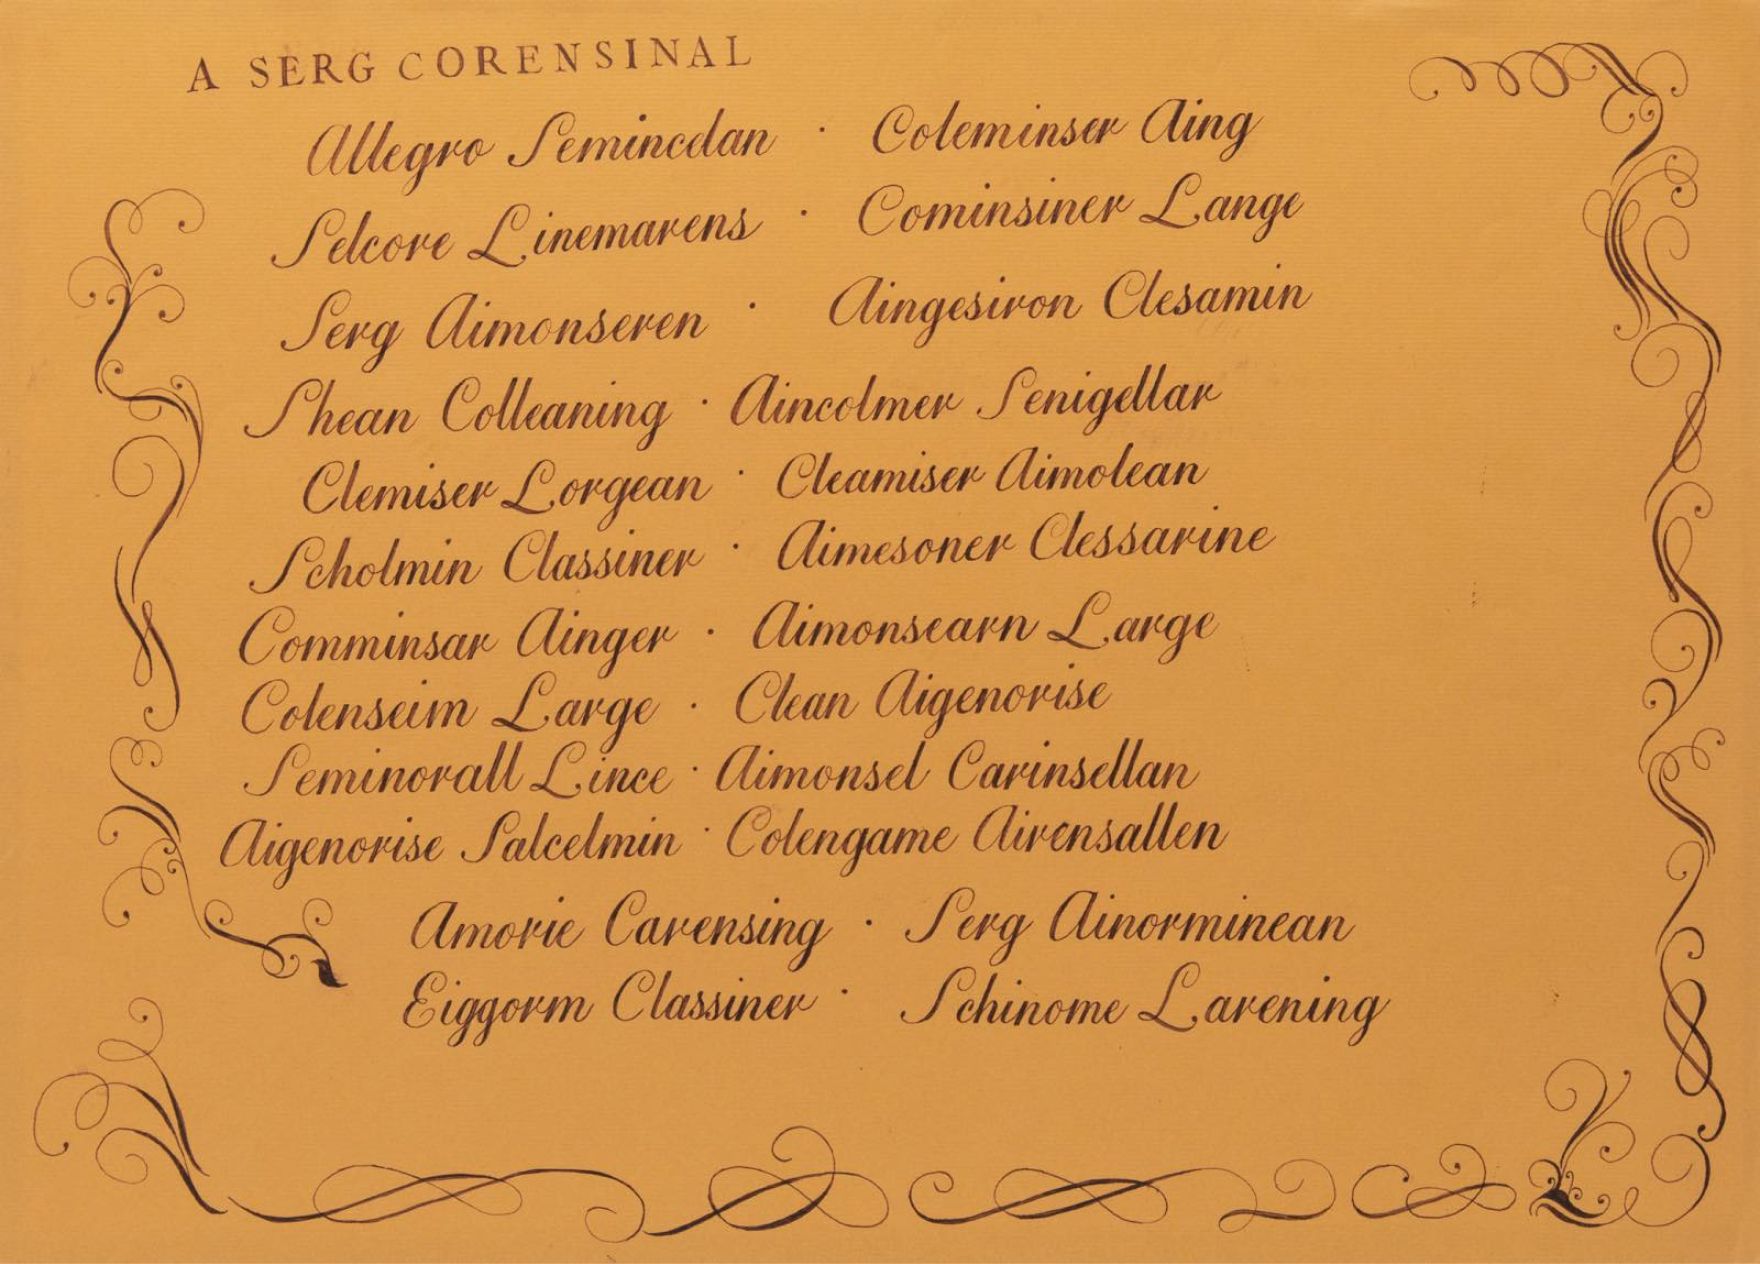 A SERG CORENSINAL
Allegro Semincelan · Coleminser Aing
Selcore Linemarens · Cominsiner Lange
Serg Aimonseren · Aingesiron Clesamin
Shean Colleaning · Aincolmer Senigellar
Clemiser Lorgean · Cleamiser Aimolean
Scholmin Classiner · Aimesoner Clessarine
Comminsar Ainger · Aimonsearn Large
Colenseim Large · Clean Aigenorise
Seminorall Lince · Aimonsel Carinsellan
Aigenorise Salcelmin · Colengame Airensallen
Amorie Carensing · Serg Ainorminean
Eiggorm Classiner · Schinome Larening